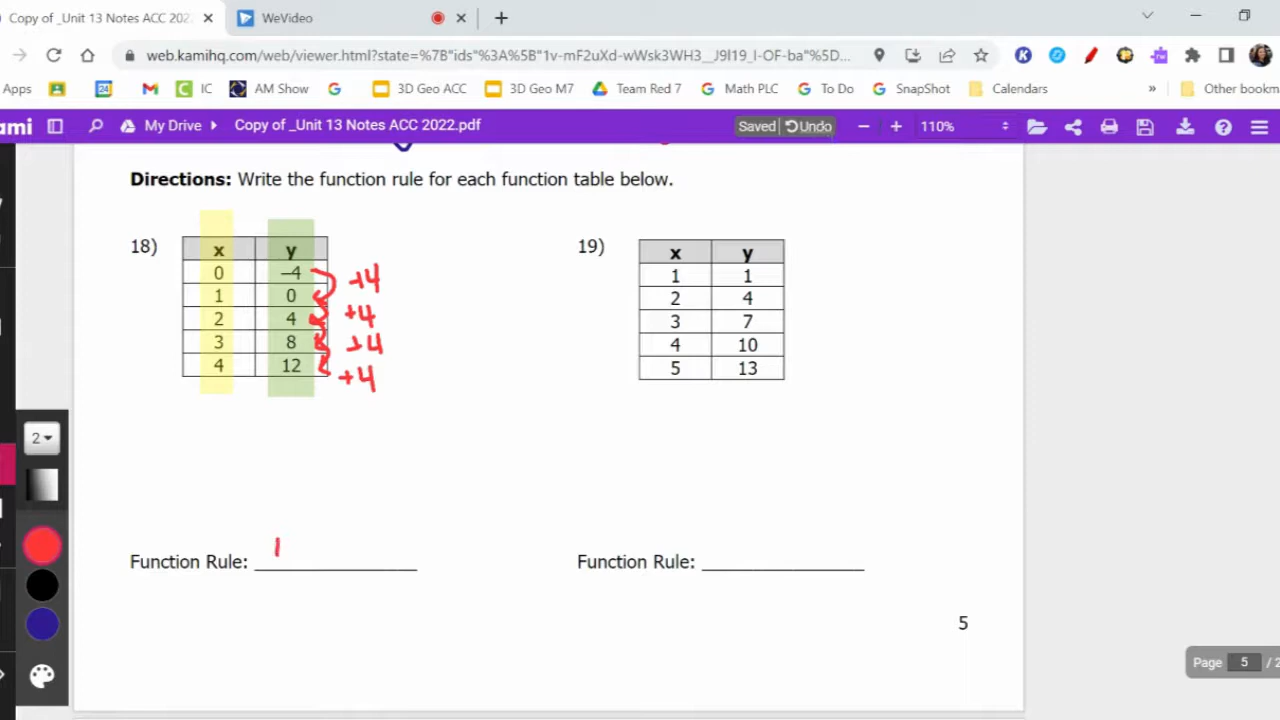 Copy of _Unit 13 Notes ACC 202
WeVideo
web.kamihq.com/web/viewer.html?state=%7B"ids"%3A%5B"1v-mF2uXd-wWsk3WH3__J9I19_I-OF-ba"%5D...
Apps
IC
AM Show
3D Geo ACC
3D Geo M7
Team Red 7
Math PLC
To Do
SnapShot
Calendars
»
Other bookm
ami
My Drive
Copy of _Unit 13 Notes ACC 2022.pdf
Saved
Undo
110%
Directions: Write the function rule for each function table below.
18)
x y
0 –4
1 0
2 4
3 8
4 12
+4
+4
+4
+4
19)
x y
1 1
2 4
3 7
4 10
5 13
2
Function Rule: ________________
Function Rule: ________________
5
Page 5 / 2